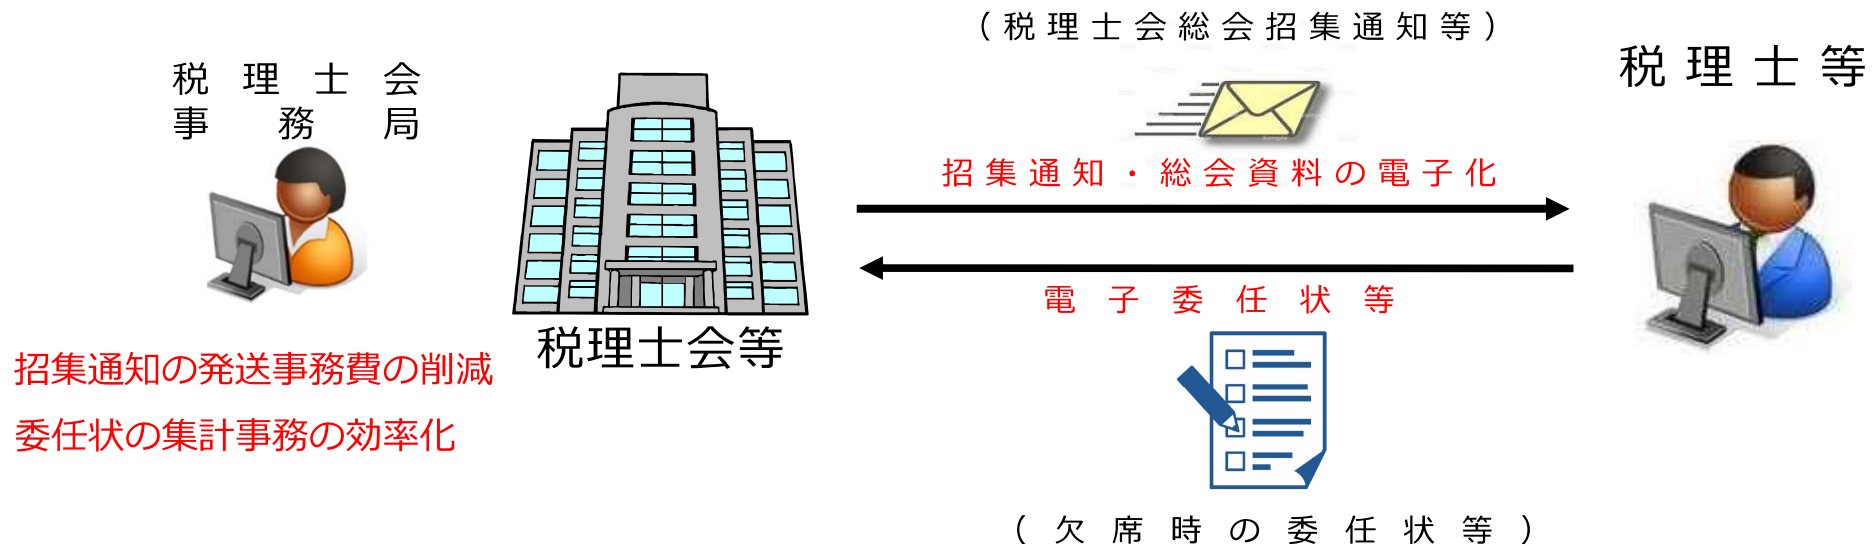 （税理士会総会招集通知等）
税理士会
事務局
税理士等
招集通知・総会資料の電子化
電子委任状等
税理士会等
招集通知の発送事務費の削減
委任状の集計事務の効率化
（欠席時の委任状等）